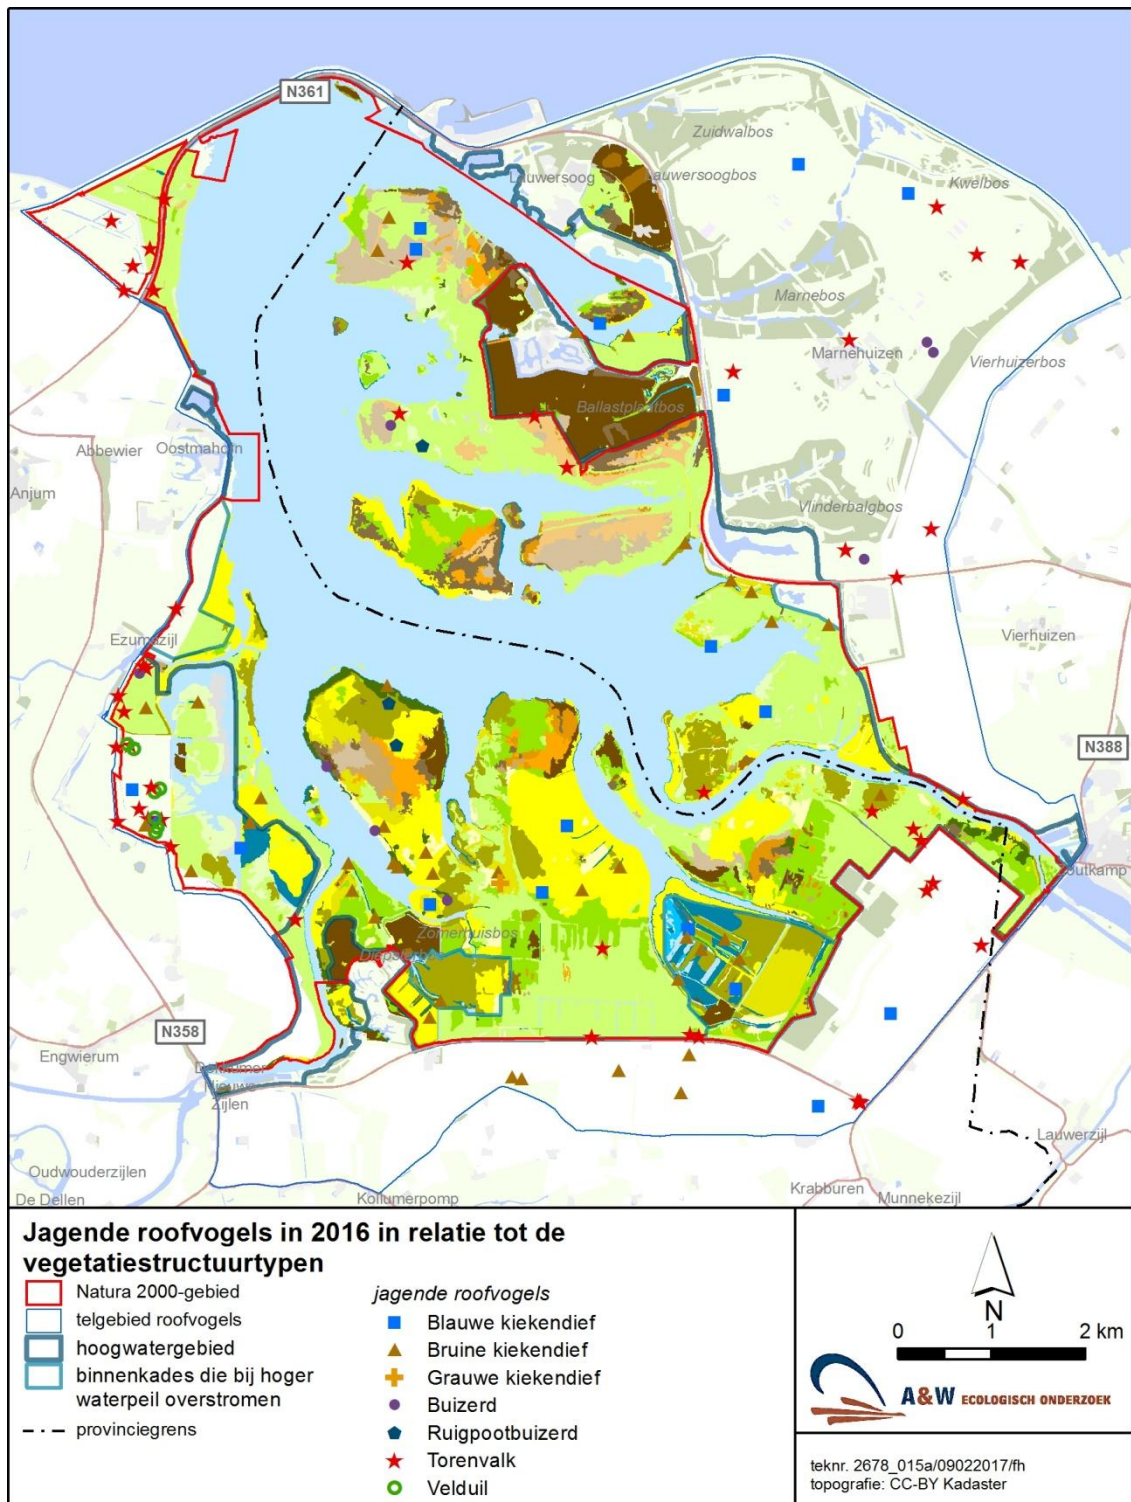 N361
Zuidwalbos
Lauwersoog
Lauwersoogbos
Kwelbos
Marnebos
Marnehuizen
Vierhuizerbos
Ballastplantbos
Abbewier
Oostmahorn
Anjum
Vlinderbalgbos
Ezumazijl
Vierhuizen
N388
Zoutkamp
Zomerhuisbos
Diepsterbos
N358
Engwierum
Dokkumer
Nieuwe
Zijlen
Lauwerzijl
Oudwouderzijlen
De Dellen
Kollumerpomp
Krabburen
Munnekezijl
Jagende roofvogels in 2016 in relatie tot de
vegetatiestructuurtypen
Natura 2000-gebied
telgebied roofvogels
hoogwatergebied
binnenkades die bij hoger
waterpeil overstromen
provinciegrens
jagende roofvogels
Blauwe kiekendief
Bruine kiekendief
Grauwe kiekendief
Buizerd
Ruigpootbuizerd
Torenvalk
Velduil
N
0 1 2 km
A&W ECOLOGISCH ONDERZOEK
teknr. 2678_015a/09022017/fh
topografie: CC-BY Kadaster